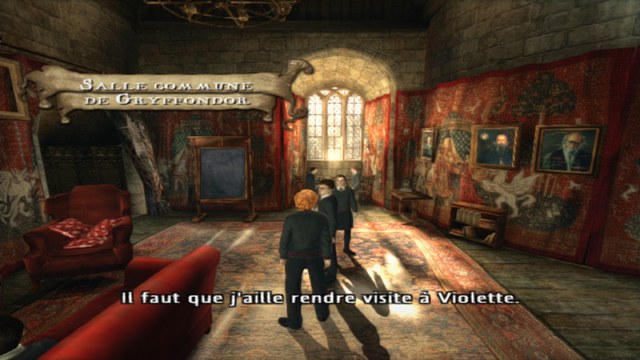 Salle commune
de Gryffondor
Il faut que j'aille rendre visite à Violette.